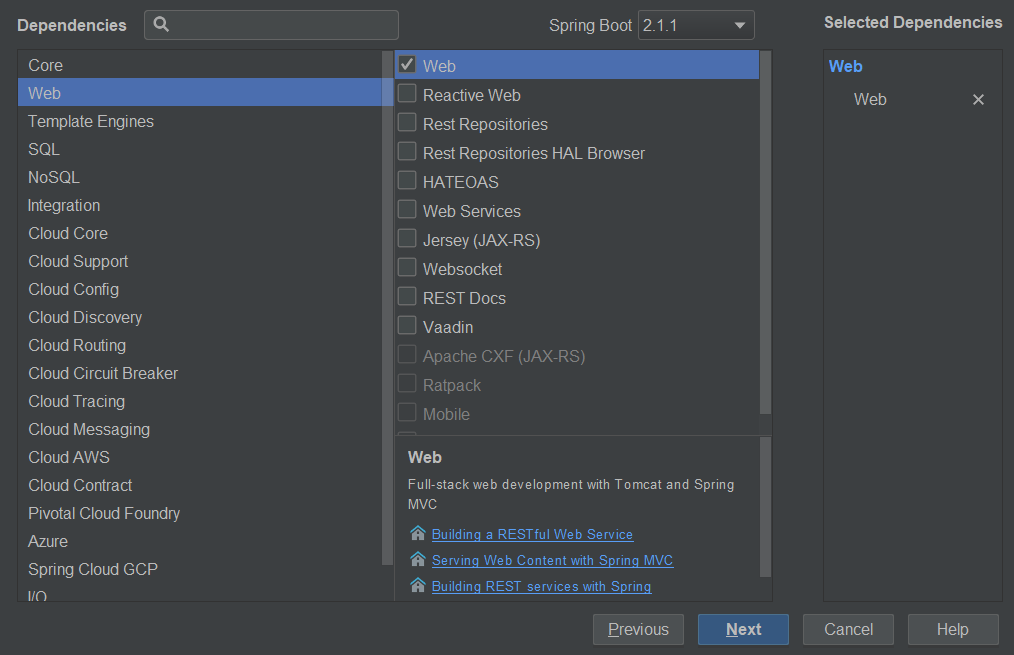 Dependencies
Spring Boot 2.1.1
Selected Dependencies
Core
Web
Template Engines
SQL
NoSQL
Integration
Cloud Core
Cloud Support
Cloud Config
Cloud Discovery
Cloud Routing
Cloud Circuit Breaker
Cloud Tracing
Cloud Messaging
Cloud AWS
Cloud Contract
Pivotal Cloud Foundry
Azure
Spring Cloud GCP
I/O
Web
Reactive Web
Rest Repositories
Rest Repositories HAL Browser
HATEOAS
Web Services
Jersey (JAX-RS)
Websocket
REST Docs
Vaadin
Apache CXF (JAX-RS)
Ratpack
Mobile
Web
Full-stack web development with Tomcat and Spring
MVC
Building a RESTful Web Service
Serving Web Content with Spring MVC
Building REST services with Spring
Web
Web
Previous
Next
Cancel
Help